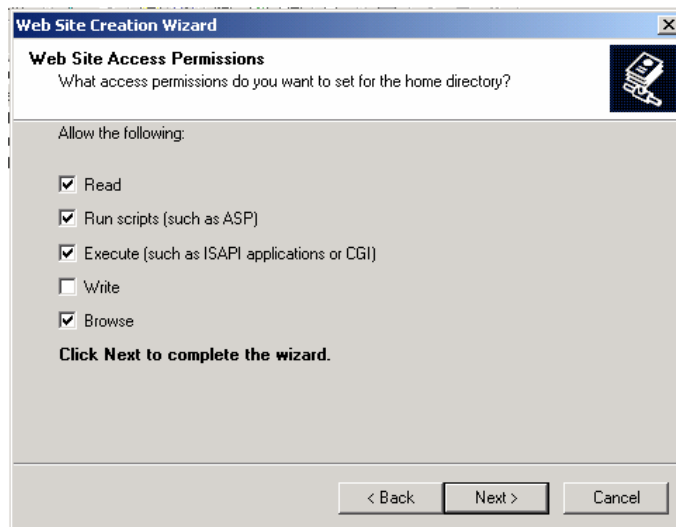 Web Site Creation Wizard
Web Site Access Permissions
What access permissions do you want to set for the home directory?
Allow the following:
Read
Run scripts (such as ASP)
Execute (such as ISAPI applications or CGI)
Write
Browse
Click Next to complete the wizard.
< Back Next > Cancel